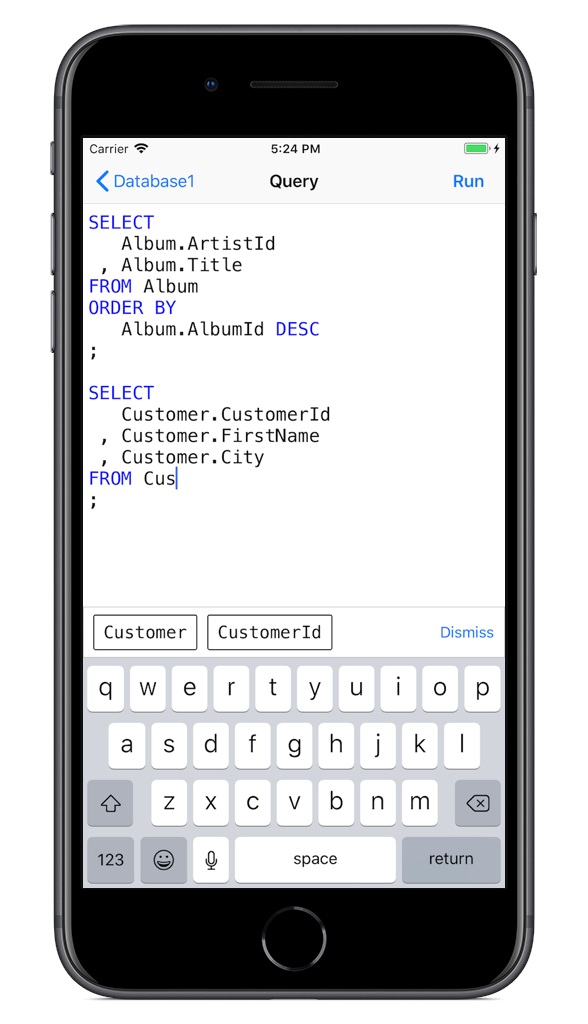 Carrier 5:24 PM
Database1 Query Run
SELECT
   Album.ArtistId
 , Album.Title
FROM Album
ORDER BY
   Album.AlbumId DESC
;

SELECT
   Customer.CustomerId
 , Customer.FirstName
 , Customer.City
FROM Cus
;
Customer CustomerId Dismiss
q w e r t y u i o p
a s d f g h j k l
z x c v b n m
123 space return